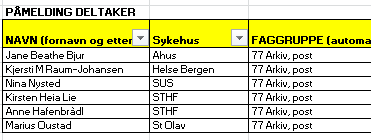 PÅMELDING DELTAKER
NAVN (fornavn og etter Sykehus FAGGRUPPE (automa
Jane Beathe Bjur Ahus 77 Arkiv, post
Kjersti M Raum-Johansen Helse Bergen 77 Arkiv, post
Nina Nysted SUS 77 Arkiv, post
Kirsten Heia Lie STHF 77 Arkiv, post
Anne Hafenbrädl STHF 77 Arkiv, post
Marius Oustad St Olav 77 Arkiv, post